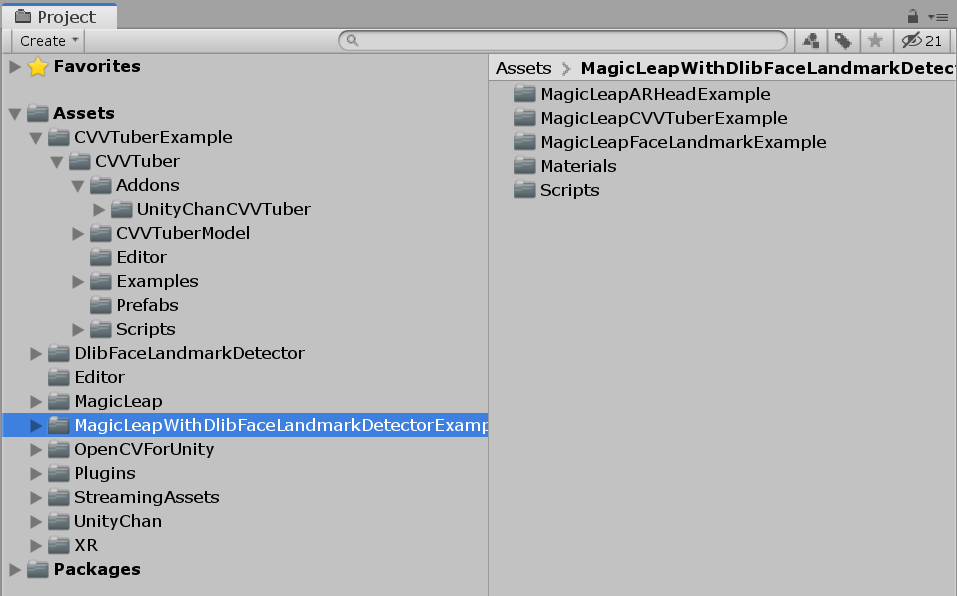 Project
Create
21
Favorites
Assets
CVVTuberExample
CVVTuber
Addons
UnityChanCVVTuber
CVVTuberModel
Editor
Examples
Prefabs
Scripts
DlibFaceLandmarkDetector
Editor
MagicLeap
MagicLeapWithDlibFaceLandmarkDetectorExamp
OpenCVForUnity
Plugins
StreamingAssets
UnityChan
XR
Packages
Assets > MagicLeapWithDlibFaceLandmarkDetec
MagicLeapARHeadExample
MagicLeapCVVTuberExample
MagicLeapFaceLandmarkExample
Materials
Scripts